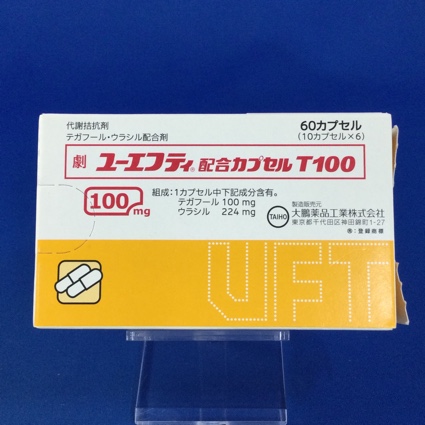 代謝拮抗剤
テガフール・ウラシル配合剤
60カプセル
(10カプセル×6)
劇 ユーエフティ® 配合カプセル T100
100mg
組成:1カプセル中下記成分含有。
テガフール 100 mg
ウラシル 224 mg
製造販売元
TAIHO 大鵬薬品工業株式会社
東京都千代田区神田錦町1-27
®:登録商標
UFT